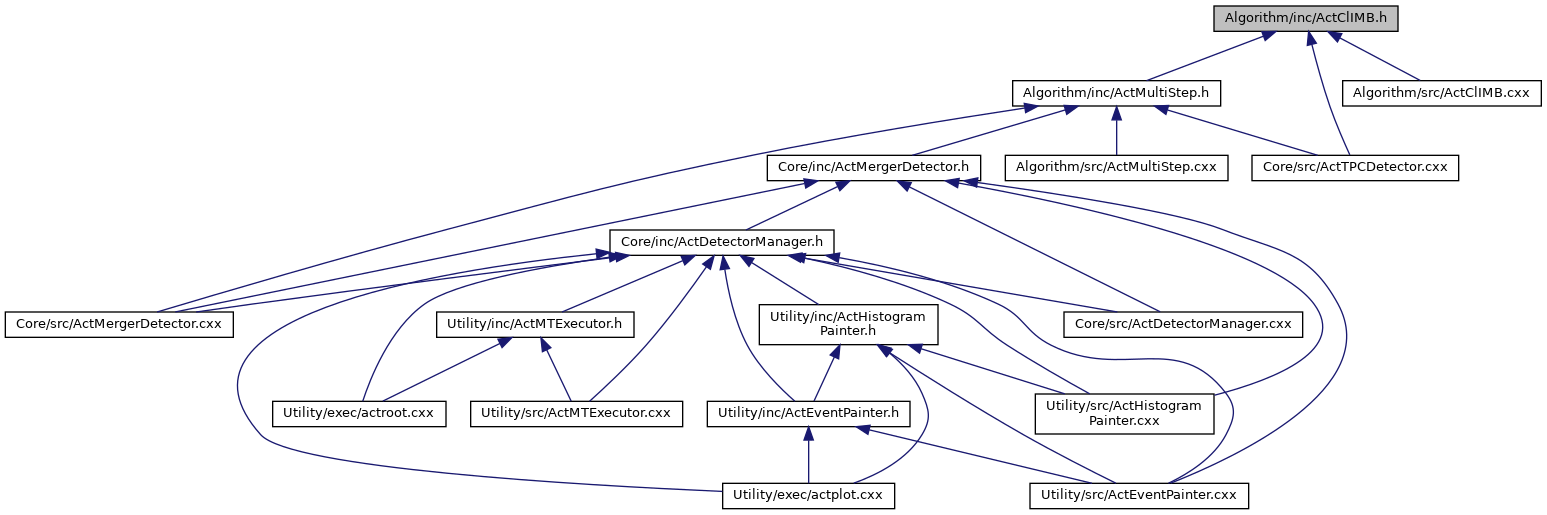 Algorithm/inc/ActClIMB.h
Algorithm/inc/ActMultiStep.h
Algorithm/src/ActClIMB.cxx
Core/inc/ActMergerDetector.h
Algorithm/src/ActMultiStep.cxx
Core/src/ActTPCDetector.cxx
Core/inc/ActDetectorManager.h
Core/src/ActMergerDetector.cxx
Utility/inc/ActMTExecutor.h
Utility/inc/ActHistogram
Painter.h
Core/src/ActDetectorManager.cxx
Utility/exec/actroot.cxx
Utility/src/ActMTExecutor.cxx
Utility/inc/ActEventPainter.h
Utility/src/ActHistogram
Painter.cxx
Utility/exec/actplot.cxx
Utility/src/ActEventPainter.cxx